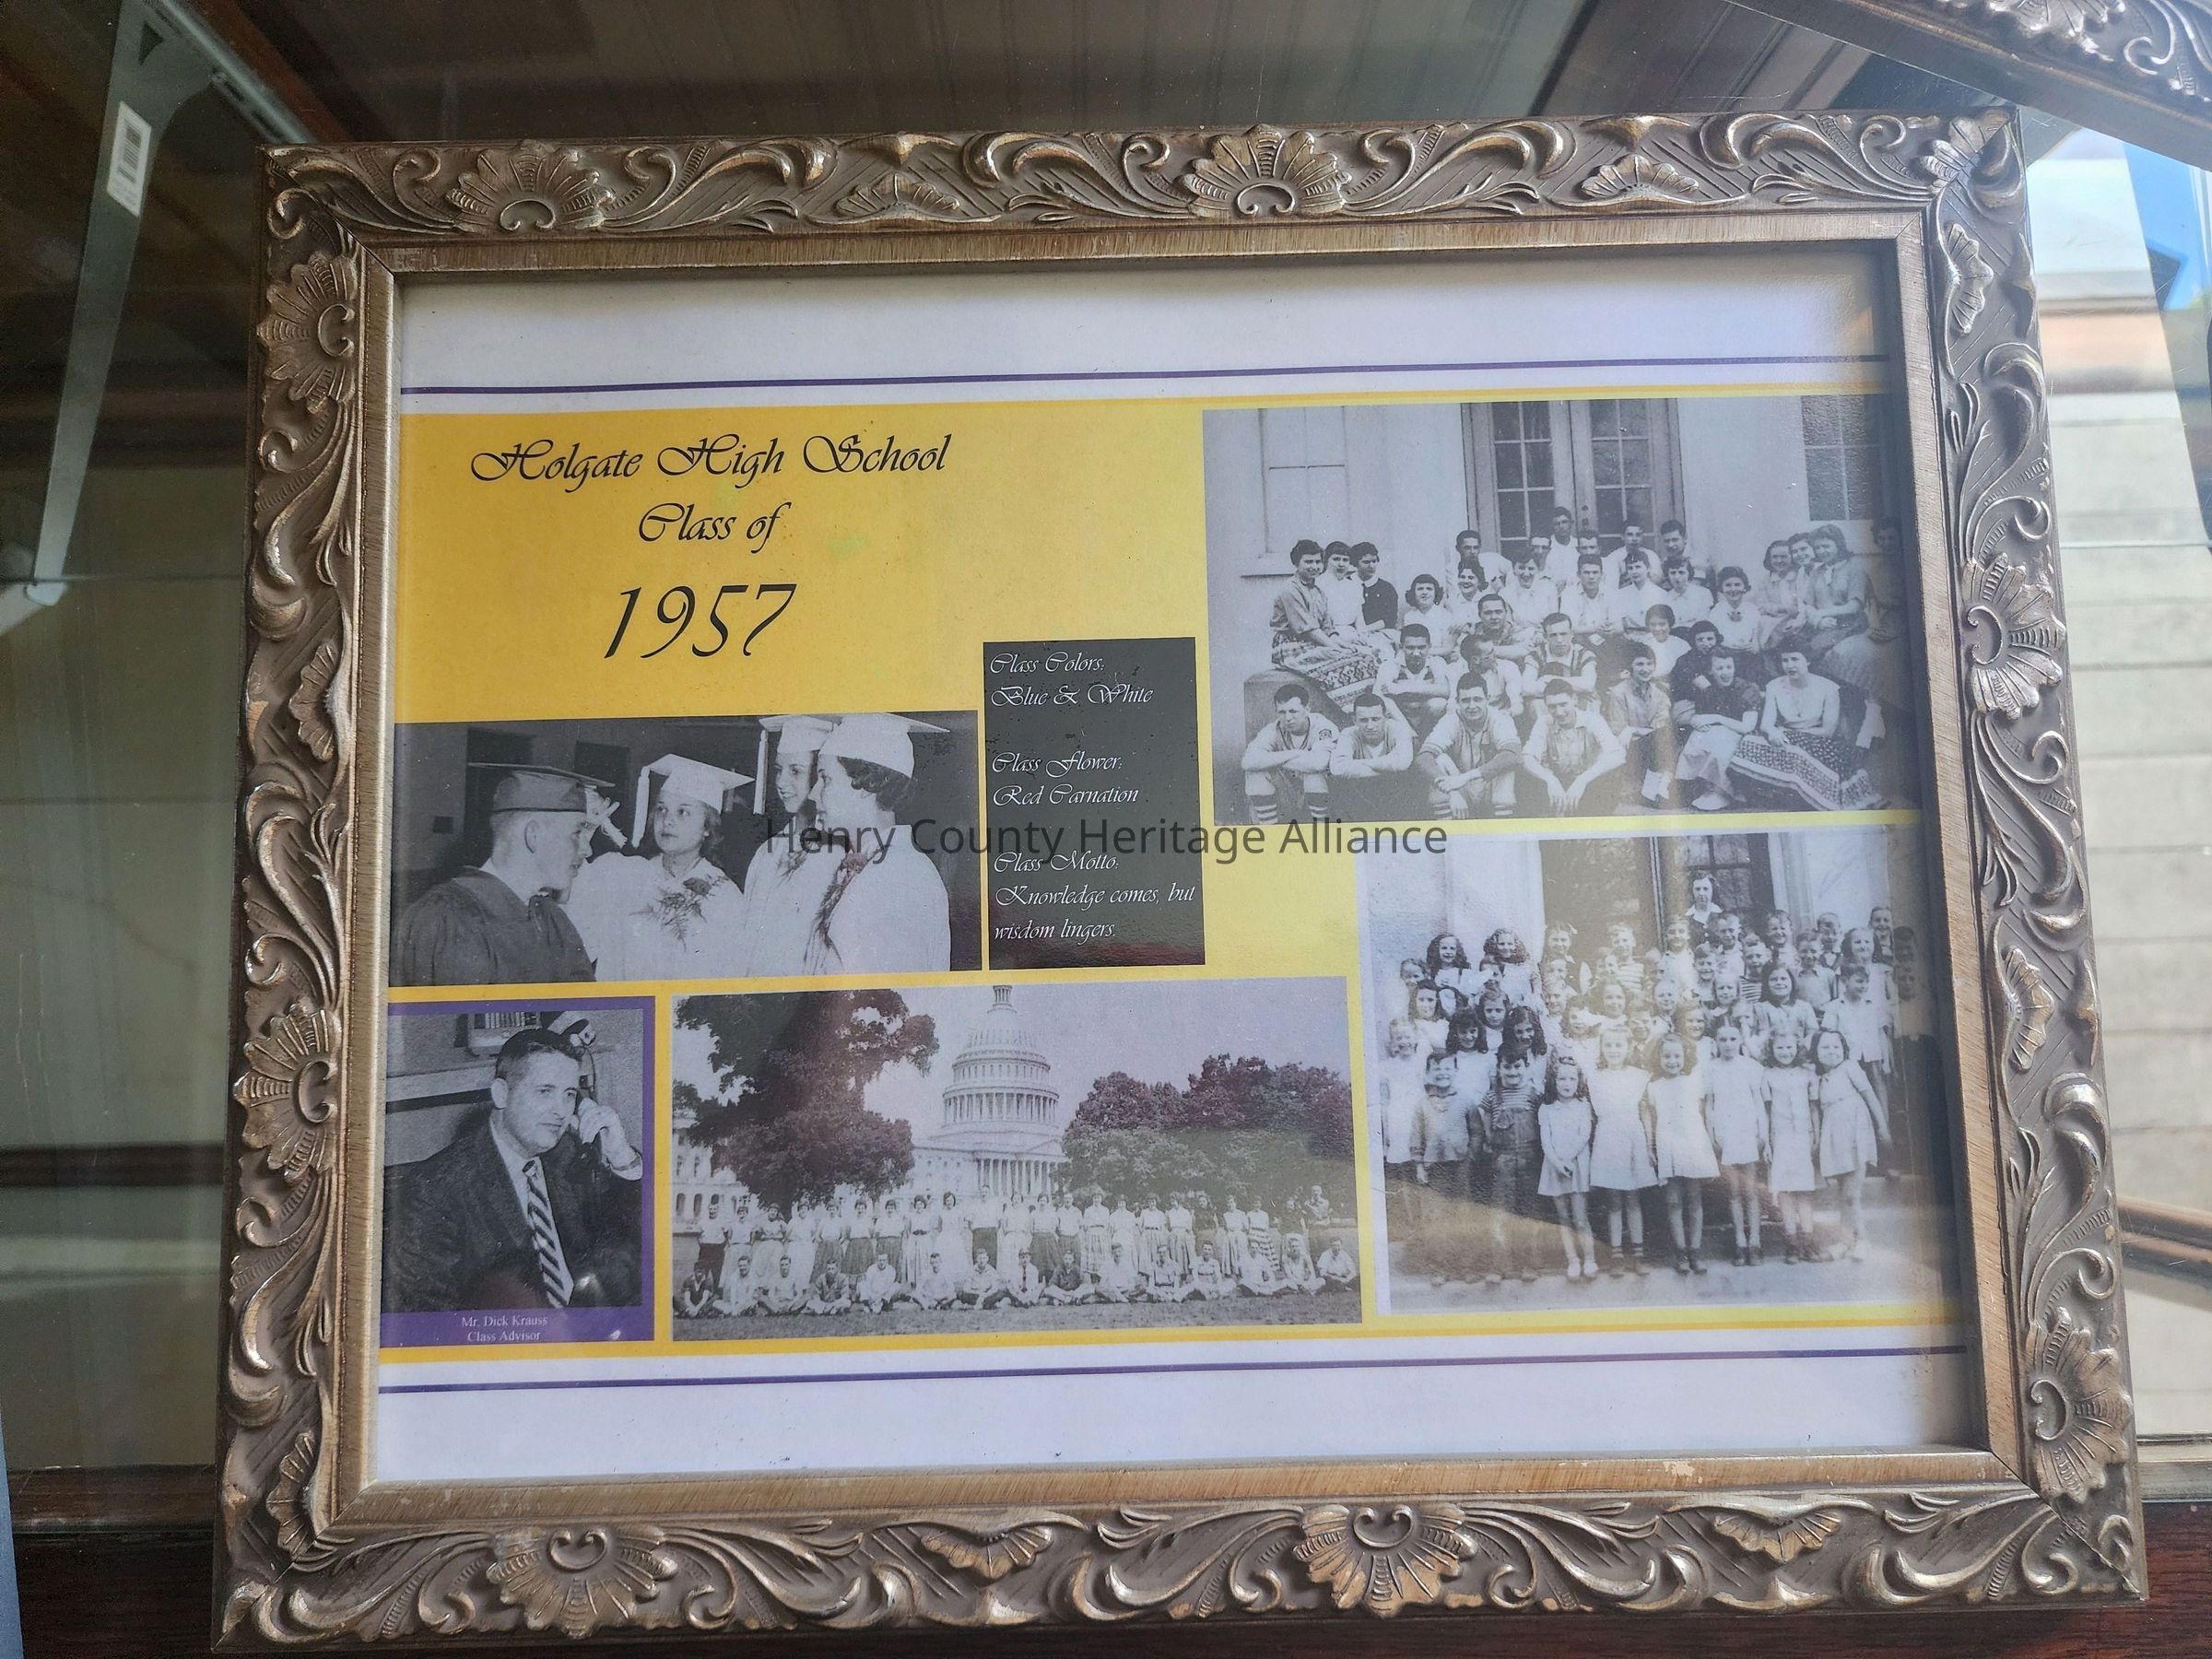 Holgate High School
Class of
1957
Class Colors:
Blue & White
Class Flower:
Red Carnation
Class Motto:
Knowledge comes, but
wisdom lingers.
Mr. Dick Krauss
Class Advisor
Henry County Heritage Alliance